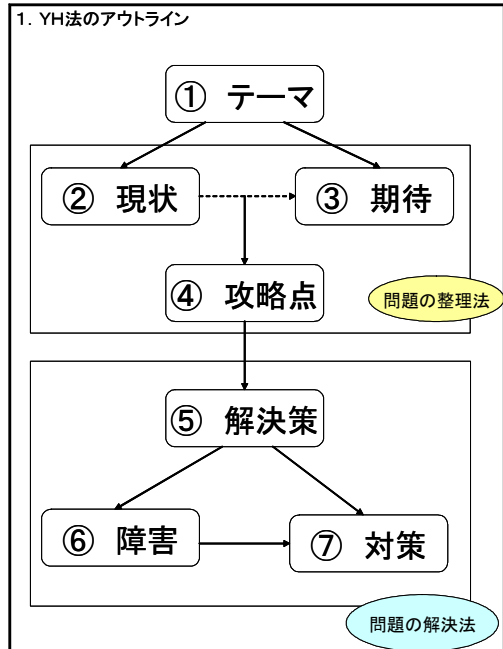 1．YH法のアウトライン
① テーマ
② 現状
③ 期待
④ 攻略点
問題の整理法
⑤ 解決策
⑥ 障害
⑦ 対策
問題の解決法